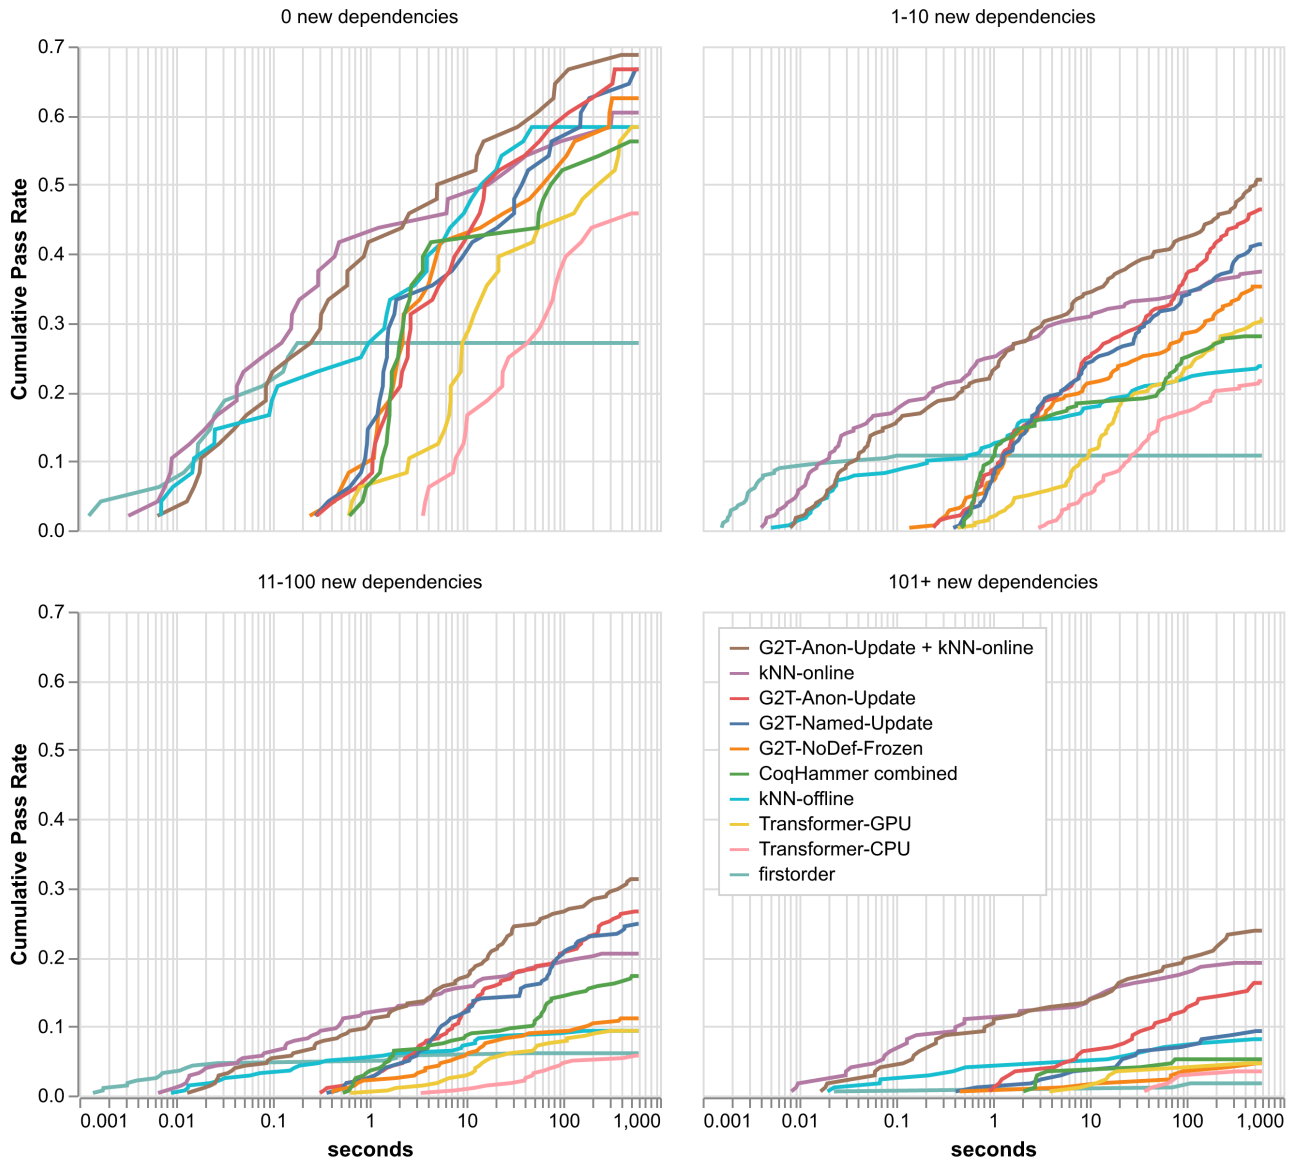 0 new dependencies
1-10 new dependencies
Cumulative Pass Rate
0.7
0.6
0.5
0.4
0.3
0.2
0.1
0.0
11-100 new dependencies
101+ new dependencies
Cumulative Pass Rate
0.7
0.6
0.5
0.4
0.3
0.2
0.1
0.0
G2T-Anon-Update + kNN-online
kNN-online
G2T-Anon-Update
G2T-Named-Update
G2T-NoDef-Frozen
CoqHammer combined
kNN-offline
Transformer-GPU
Transformer-CPU
firstorder
0.001 0.01 0.1 1 10 100 1,000
seconds
0.001 0.01 0.1 1 10 100 1,000
seconds